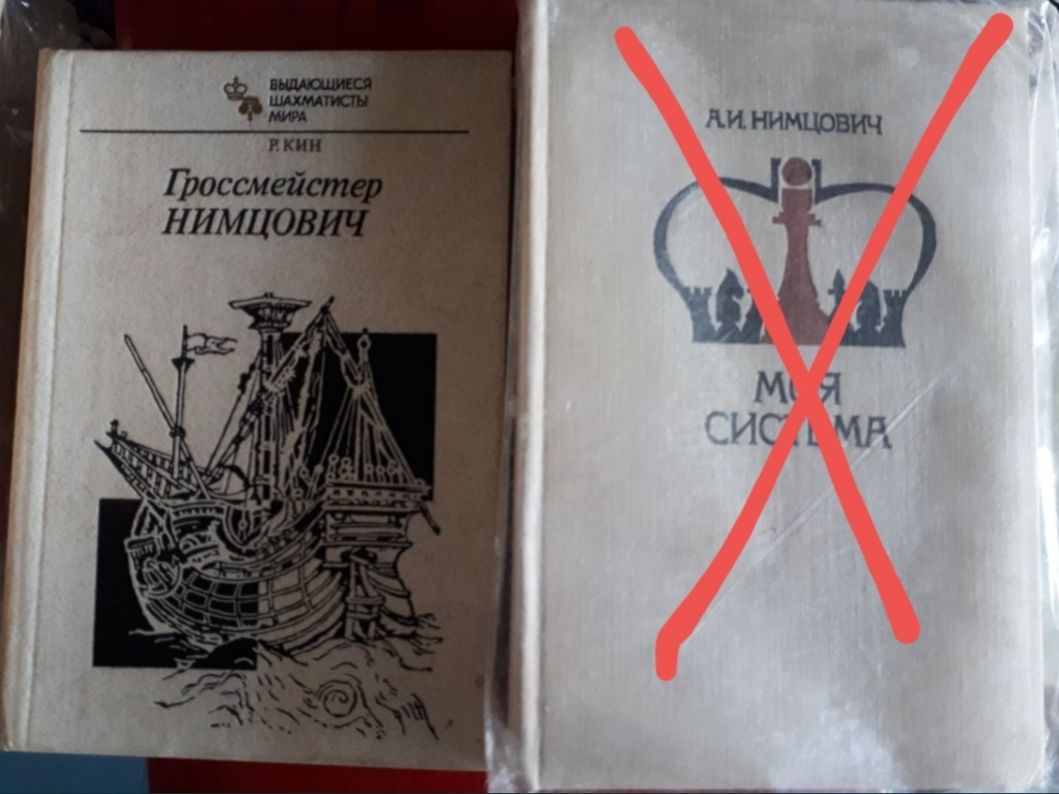 ВЫДАЮЩИЕСЯ
ШАХМАТИСТЫ
МИРА
Р. КИН
Гроссмейстер
НИМЦОВИЧ
А.И. НИМЦОВИЧ
МОЯ
СИСТЕМА